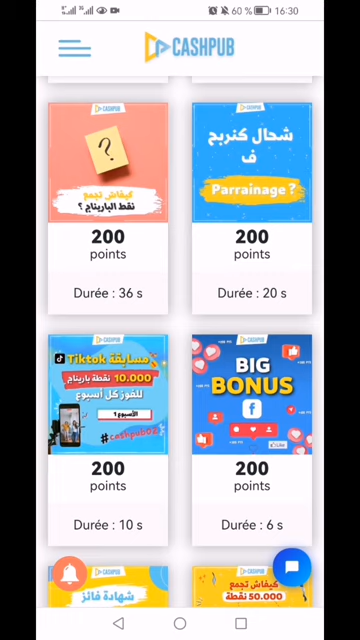 60 % 16:30
CASHPUB
CASHPUB
?
كيفاش تجمع
نقط الباريناج ؟
200
points
Durée : 36 s
CASHPUB
شحال كنربح
ف
Parrainage ?
200
points
Durée : 20 s
CASHPUB
مسابقة Tiktok
10.000 نقطة باريناج
للفوز كل أسبوع
الأسبوع 1
200
points
Durée : 10 s
CASHPUB
BIG
BONUS
200
points
Durée : 6 s
CASHPUB
شهادة فائز
CASHPUB
كيفاش تجمع
50.000 نقطة